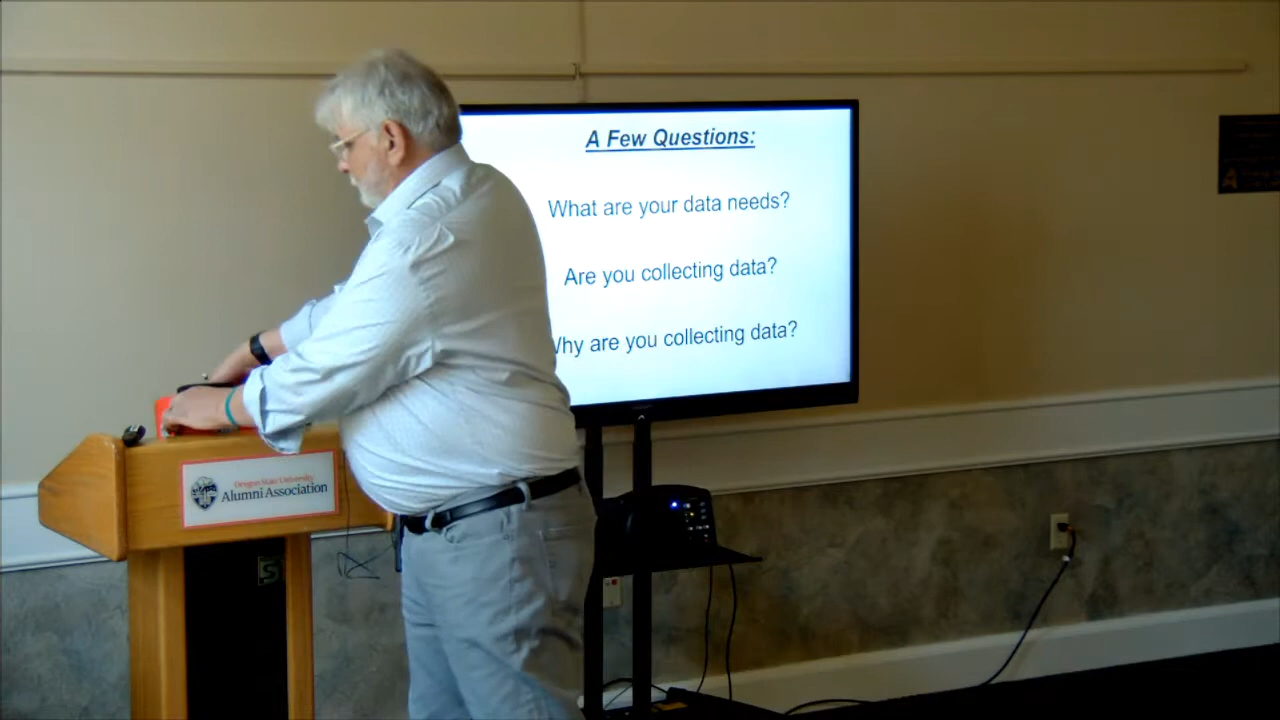 A Few Questions:
What are your data needs?
Are you collecting data?
Why are you collecting data?
Oregon State University
Alumni Association